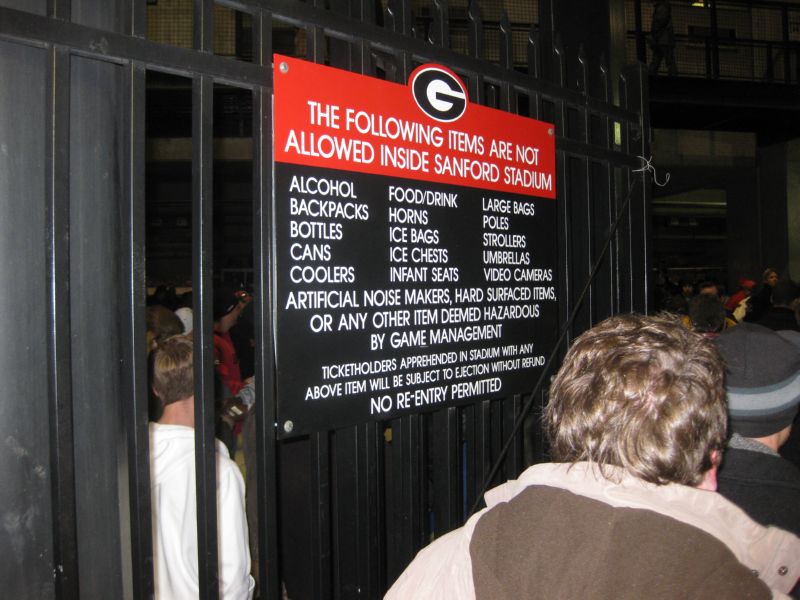 G
THE FOLLOWING ITEMS ARE NOT
ALLOWED INSIDE SANFORD STADIUM
ALCOHOL
BACKPACKS
BOTTLES
CANS
COOLERS
FOOD/DRINK
HORNS
ICE BAGS
ICE CHESTS
INFANT SEATS
LARGE BAGS
POLES
STROLLERS
UMBRELLAS
VIDEO CAMERAS
ARTIFICIAL NOISE MAKERS, HARD SURFACED ITEMS,
OR ANY OTHER ITEM DEEMED HAZARDOUS
BY GAME MANAGEMENT
TICKETHOLDERS APPREHENDED IN STADIUM WITH ANY
ABOVE ITEM WILL BE SUBJECT TO EJECTION WITHOUT REFUND
NO RE-ENTRY PERMITTED